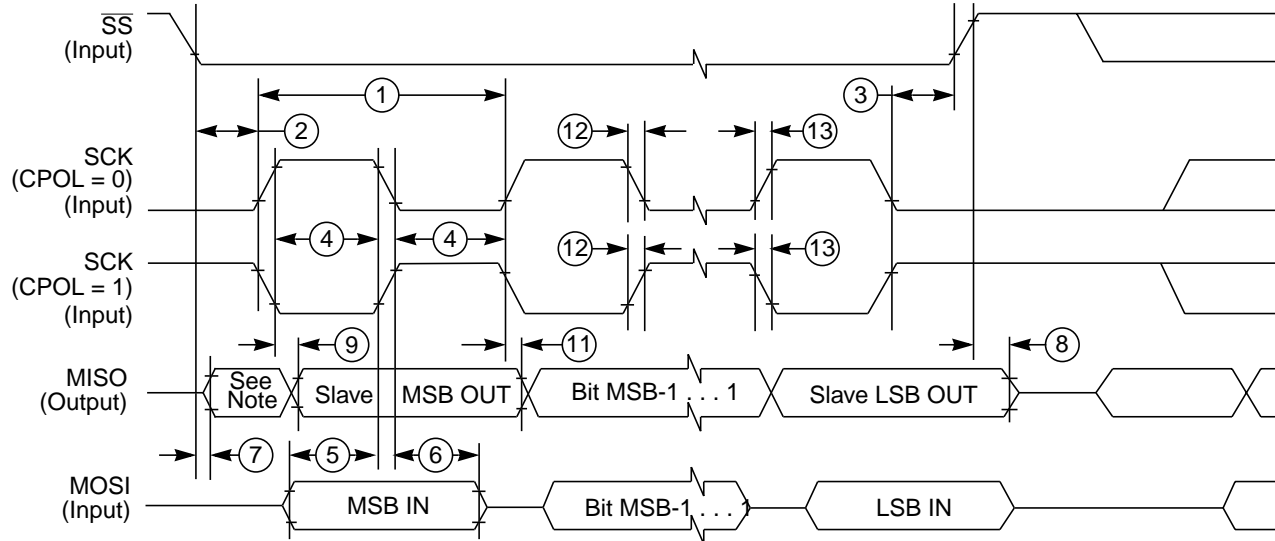 SS
(Input)
1
3
2
12
13
SCK
(CPOL = 0)
(Input)
4
4
12
13
SCK
(CPOL = 1)
(Input)
9
11
8
MISO
(Output)
See
Note
Slave
MSB OUT
Bit MSB-1 . . . 1
Slave LSB OUT
7
5
6
MOSI
(Input)
MSB IN
Bit MSB-1 . . . 1
LSB IN